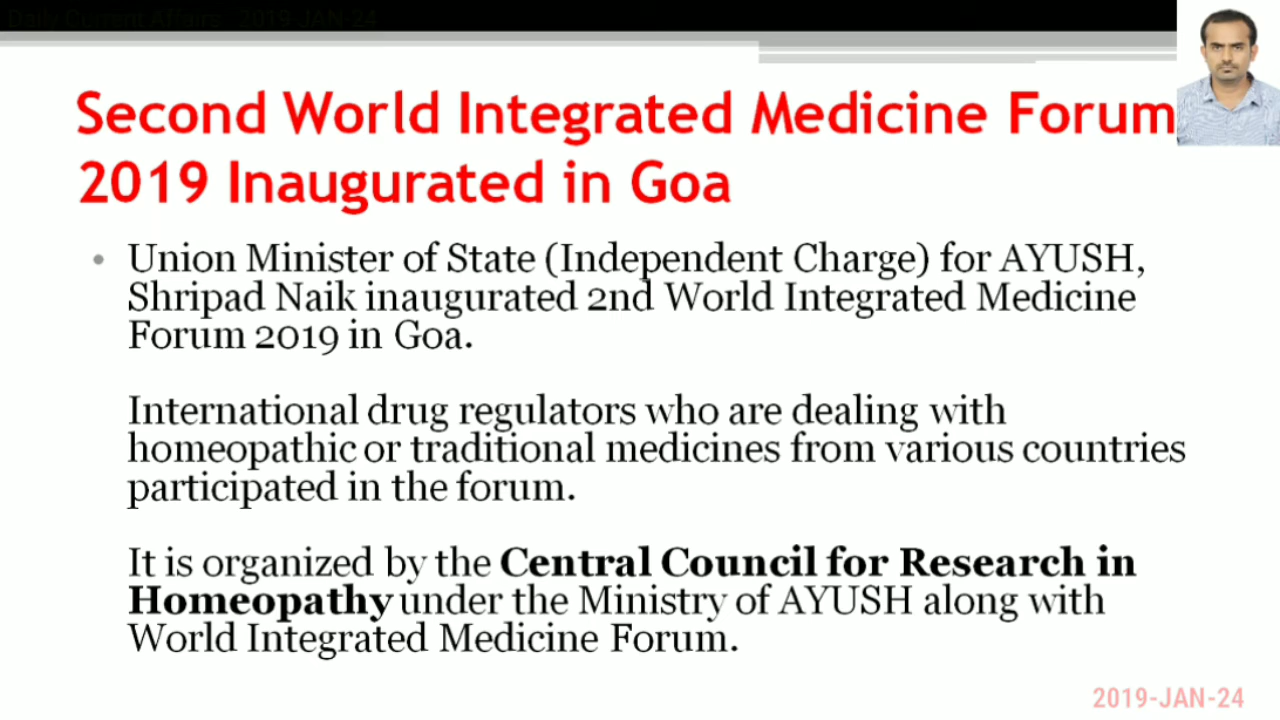 Daily Current Affairs 2019-JAN-24
Second World Integrated Medicine Forum
2019 Inaugurated in Goa
• Union Minister of State (Independent Charge) for AYUSH,
Shripad Naik inaugurated 2nd World Integrated Medicine
Forum 2019 in Goa.
International drug regulators who are dealing with
homeopathic or traditional medicines from various countries
participated in the forum.
It is organized by the Central Council for Research in
Homeopathy under the Ministry of AYUSH along with
World Integrated Medicine Forum.
2019-JAN-24